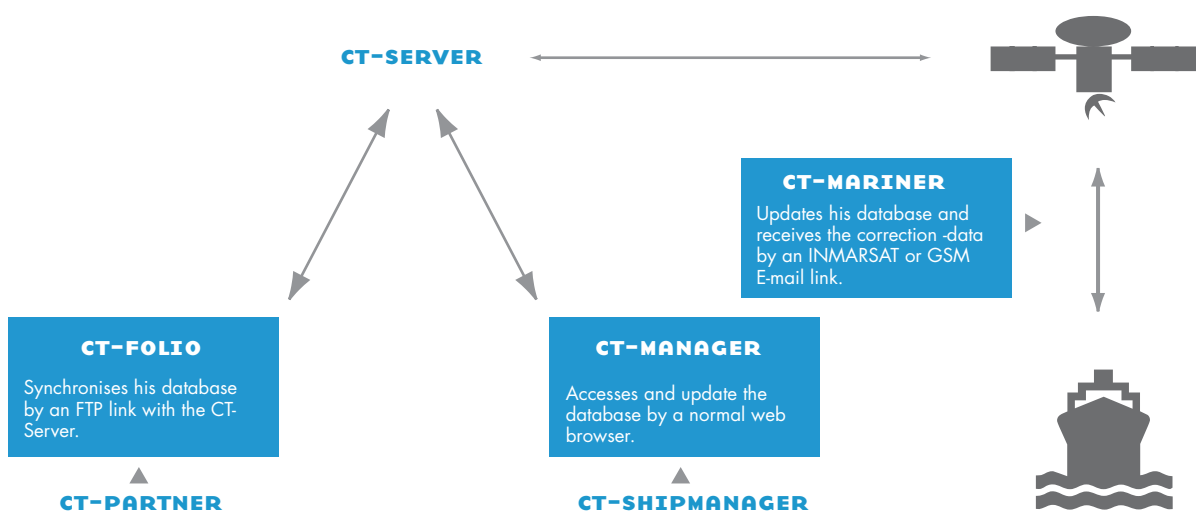 CT-SERVER
CT-MARINER
Updates his database and
receives the correction -data
by an INMARSAT or GSM
E-mail link.
CT-FOLIO
Synchronises his database
by an FTP link with the CT-
Server.
CT-MANAGER
Accesses and update the
database by a normal web
browser.
CT-PARTNER
CT-SHIPMANAGER